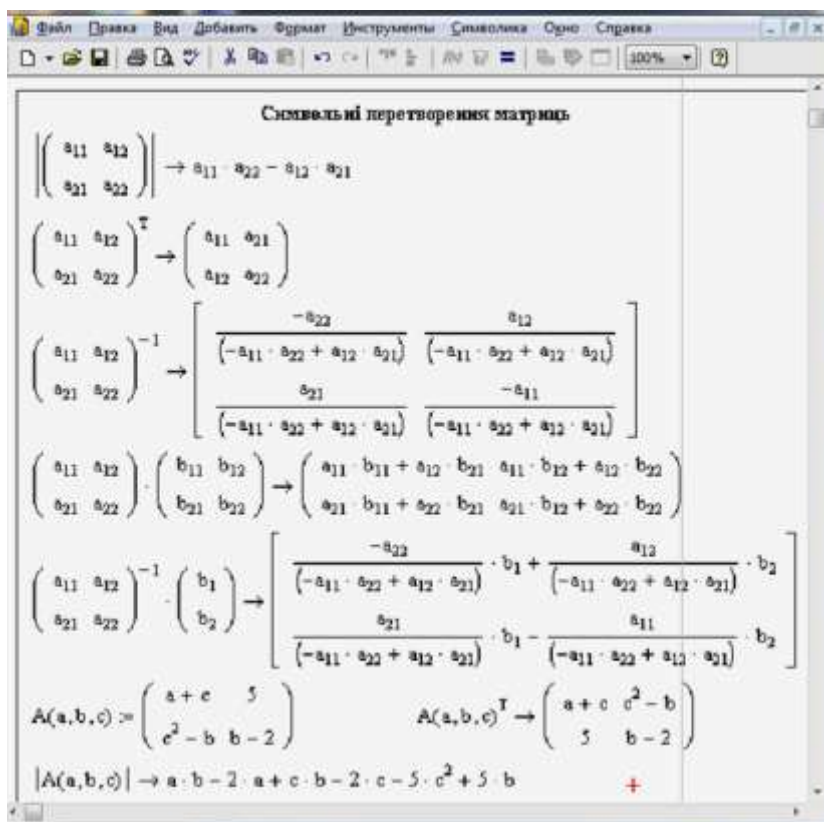 Файл Правка Вид Добавить Формат Инструменты Символика Окно Справка
100%
Символьні перетворення матриць
|( a11 a12 ; a21 a22 )| → a11 · a22 − a12 · a21
( a11 a12 ; a21 a22 )^T → ( a11 a21 ; a12 a22 )
( a11 a12 ; a21 a22 )^−1 → [ −a22/(−a11 · a22 + a12 · a21) a12/(−a11 · a22 + a12 · a21) ; a21/(−a11 · a22 + a12 · a21) −a11/(−a11 · a22 + a12 · a21) ]
( a11 a12 ; a21 a22 ) · ( b11 b12 ; b21 b22 ) → ( a11 · b11 + a12 · b21 a11 · b12 + a12 · b22 ; a21 · b11 + a22 · b21 a21 · b12 + a22 · b22 )
( a11 a12 ; a21 a22 )^−1 · ( b1 ; b2 ) → [ −a22/(−a11 · a22 + a12 · a21) · b1 + a12/(−a11 · a22 + a12 · a21) · b2 ; a21/(−a11 · a22 + a12 · a21) · b1 − a11/(−a11 · a22 + a12 · a21) · b2 ]
A(a,b,c) := ( a + c 5 ; c² − b b − 2 ) A(a,b,c)^T → ( a + c c² − b ; 5 b − 2 )
|A(a,b,c)| → a · b − 2 · a + c · b − 2 · c − 5 · c² + 5 · b